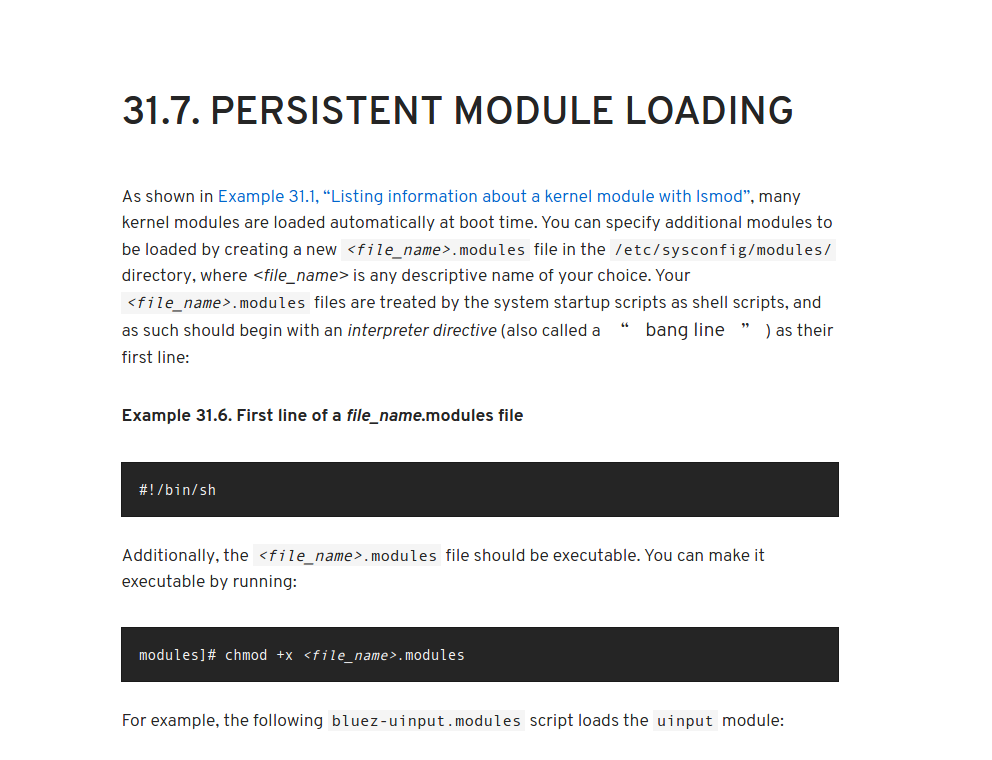 31.7. PERSISTENT MODULE LOADING
As shown in Example 31.1, “Listing information about a kernel module with lsmod”, many
kernel modules are loaded automatically at boot time. You can specify additional modules to
be loaded by creating a new <file_name>.modules file in the /etc/sysconfig/modules/
directory, where <file_name> is any descriptive name of your choice. Your
<file_name>.modules files are treated by the system startup scripts as shell scripts, and
as such should begin with an interpreter directive (also called a “ bang line ” ) as their
first line:
Example 31.6. First line of a file_name.modules file
#!/bin/sh
Additionally, the <file_name>.modules file should be executable. You can make it
executable by running:
modules]# chmod +x <file_name>.modules
For example, the following bluez-uinput.modules script loads the uinput module: